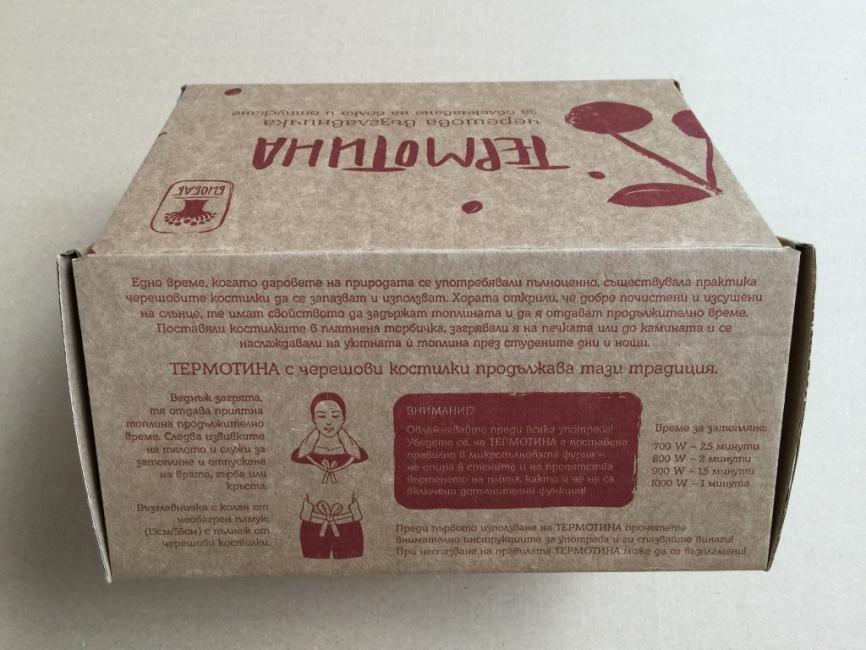 ТЕРМОТИНА
черешова възглавничка
за облекчаване на болка и отпускане
БИОБАБ
Едно време, когато даровете на природата се употребявали пълноценно, съществувала практика
черешовите костилки да се запазват и използват. Хората открили, че добре почистени и изсушени
на слънце, те имат свойството да задържат топлината и да я отдават продължително време.
Поставяли костилките в платнена торбичка, загрявали я на печката или до камината и се
наслаждавали на уютната ѝ топлина през студените дни и нощи.
ТЕРМОТИНА с черешови костилки продължава тази традиция.
Веднъж загрята,
тя отдава приятна
топлина продължително
време. Следва извивките
на тялото и служи за
затопляне и отпускане
на врата, гърба или
кръста.
Възглавничка с колан от
небагрен памук
(13см/55см) с пълнеж от
черешови костилки.
ВНИМАНИЕ!
Овлажнявайте преди всяка употреба!
Убедете се, че ТЕРМОТИНА е поставена
правилно в микровълновата фурна –
не опира в стените и не препятства
въртенето на плота, както и че не са
включени допълнителни функции!
Време за затопляне:
700 W – 2,5 минути
800 W – 2 минути
900 W – 1,5 минути
1000 W – 1 минута
Преди първото използване на ТЕРМОТИНА прочетете
внимателно инструкциите за употреба и ги спазвайте винаги!
При неспазване на правилата ТЕРМОТИНА може да се възпламени!